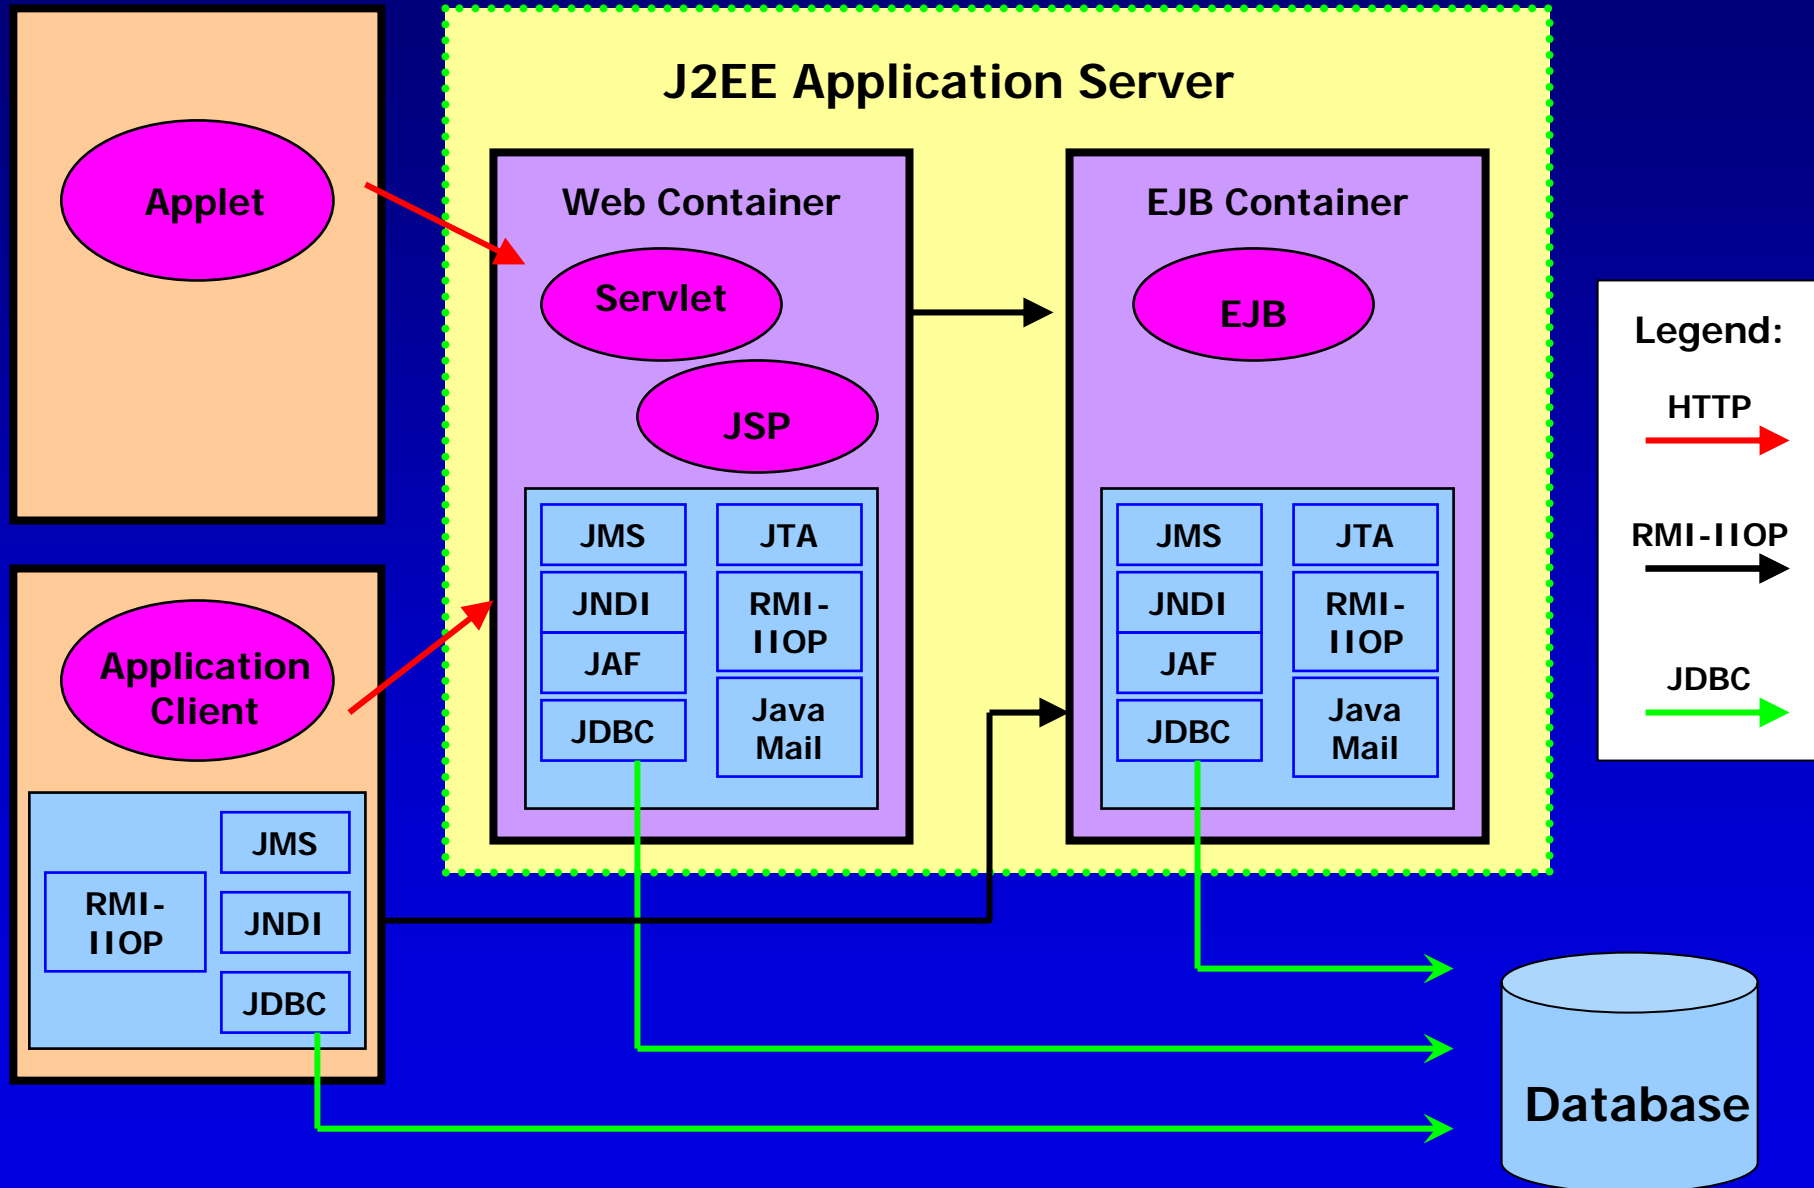 J2EE Application Server
Applet
Web Container
Servlet
JSP
JMS
JTA
JNDI
RMI-
IIOP
JAF
JDBC
Java
Mail
EJB Container
EJB
JMS
JTA
JNDI
RMI-
IIOP
JAF
JDBC
Java
Mail
Legend:
HTTP
RMI-IIOP
JDBC
Application
Client
JMS
RMI-
IIOP
JNDI
JDBC
Database